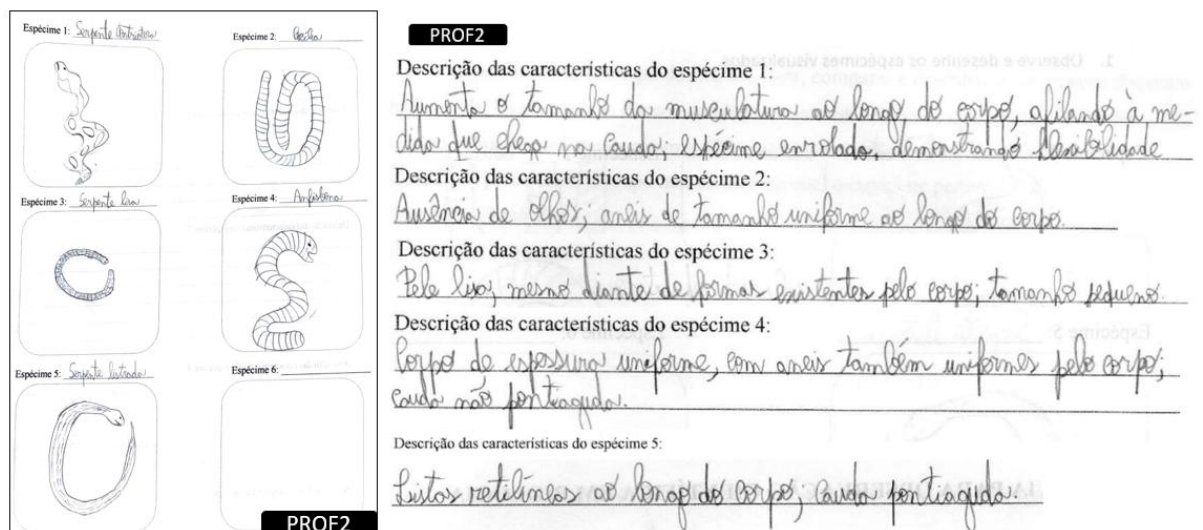 Espécime 1: Serpente
Espécime 2:
Espécime 3: Serpente lisa
Espécime 4: Anfisbena
Espécime 5: Serpente listrada
Espécime 6:
PROF2
PROF2
Descrição das características do espécime 1:
Aumenta o tamanho da musculatura ao longo do corpo, afilando à me-
dida que chega na cauda; espécime enrolado, demonstrando flexibilidade
Descrição das características do espécime 2:
Ausência de olhos; anéis de tamanho uniforme ao longo do corpo.
Descrição das características do espécime 3:
Pele lisa; mesmo diante de formas existentes pelo corpo; tamanho pequeno.
Descrição das características do espécime 4:
Corpo de espessura uniforme, com aneis também uniformes pelo corpo;
cauda não pontiaguda.
Descrição das características do espécime 5:
Listas retilíneas ao longo do corpo; cauda pontiaguda.